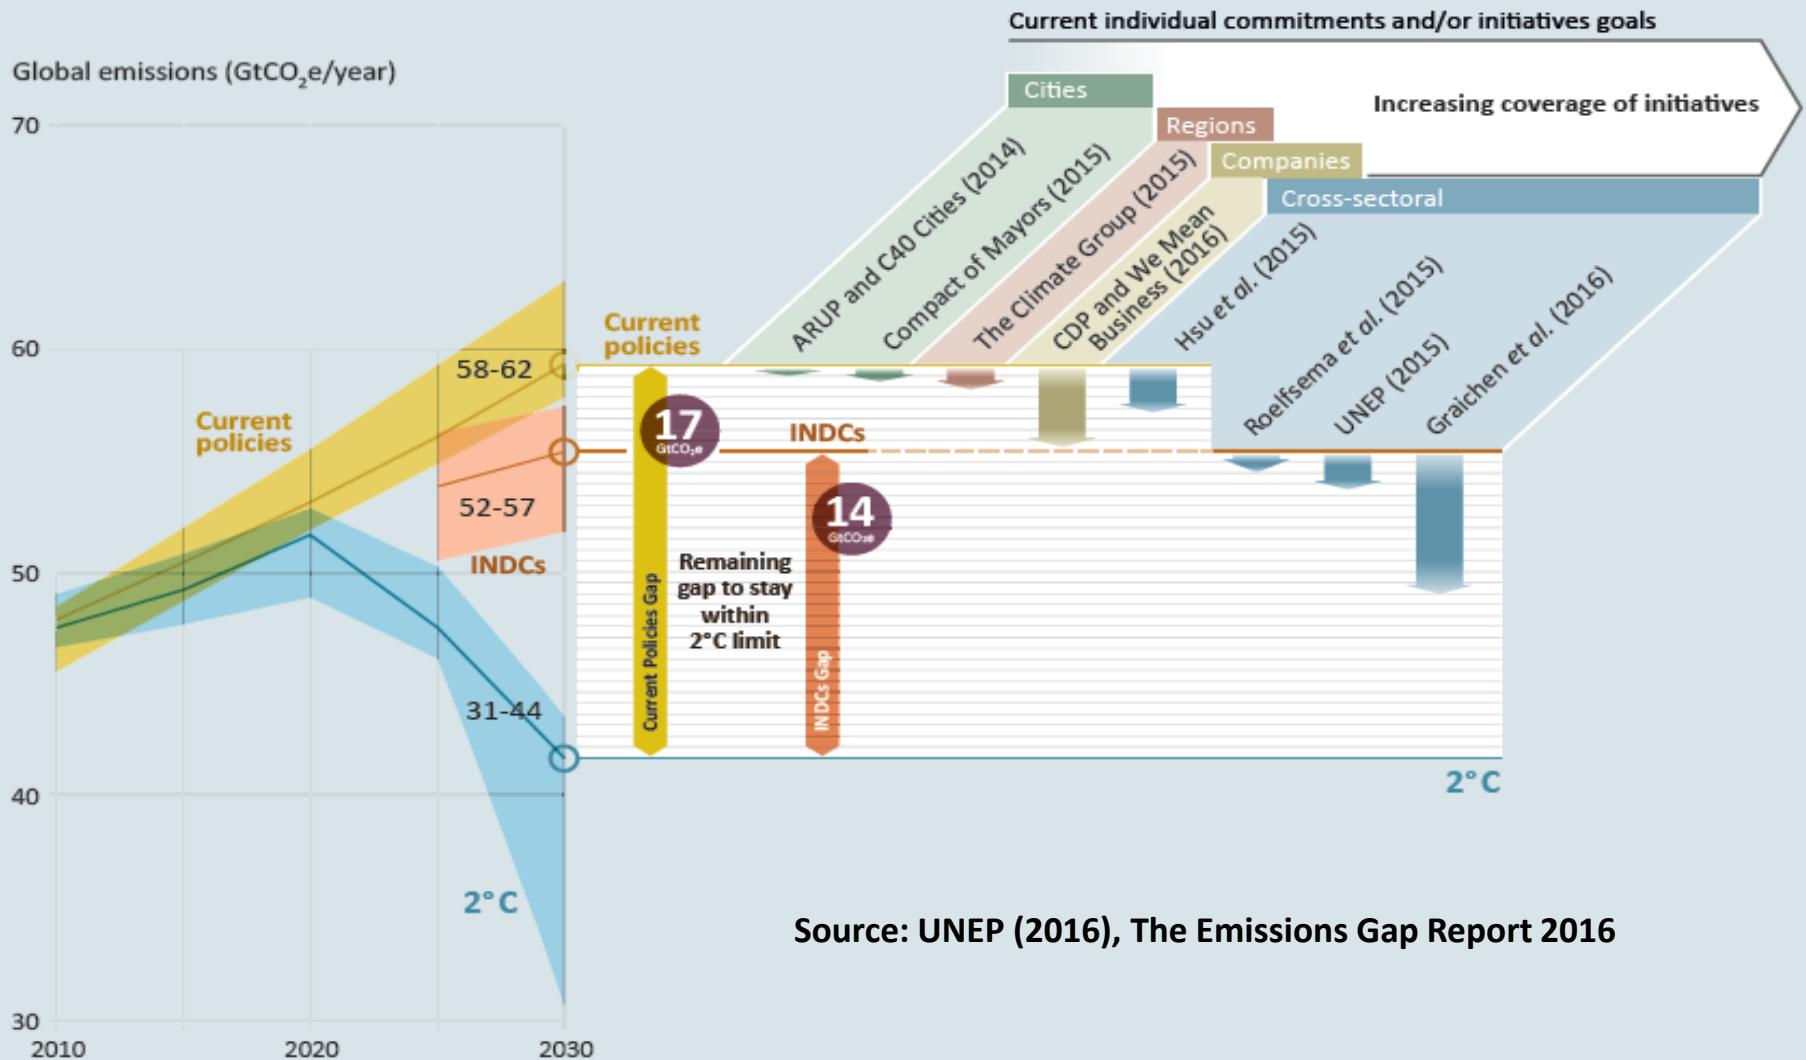 Current individual commitments and/or initiatives goals
Global emissions (GtCO₂e/year)
Cities
Increasing coverage of initiatives
Regions
Companies
Cross-sectoral
ARUP and C40 Cities (2014)
Compact of Mayors (2015)
The Climate Group (2015)
CDP and We Mean
Business (2016)
Hsu et al. (2015)
Roelfsema et al. (2015)
UNEP (2015)
Graichen et al. (2016)
70
60
50
40
30
2010
2020
2030
Current
policies
58-62
Current
policies
52-57
INDCs
31-44
2°C
17
GtCO₂e
INDCs
14
GtCO₂e
Current Policies Gap
Remaining
gap to stay
within
2°C limit
INDCs Gap
2°C
Source: UNEP (2016), The Emissions Gap Report 2016